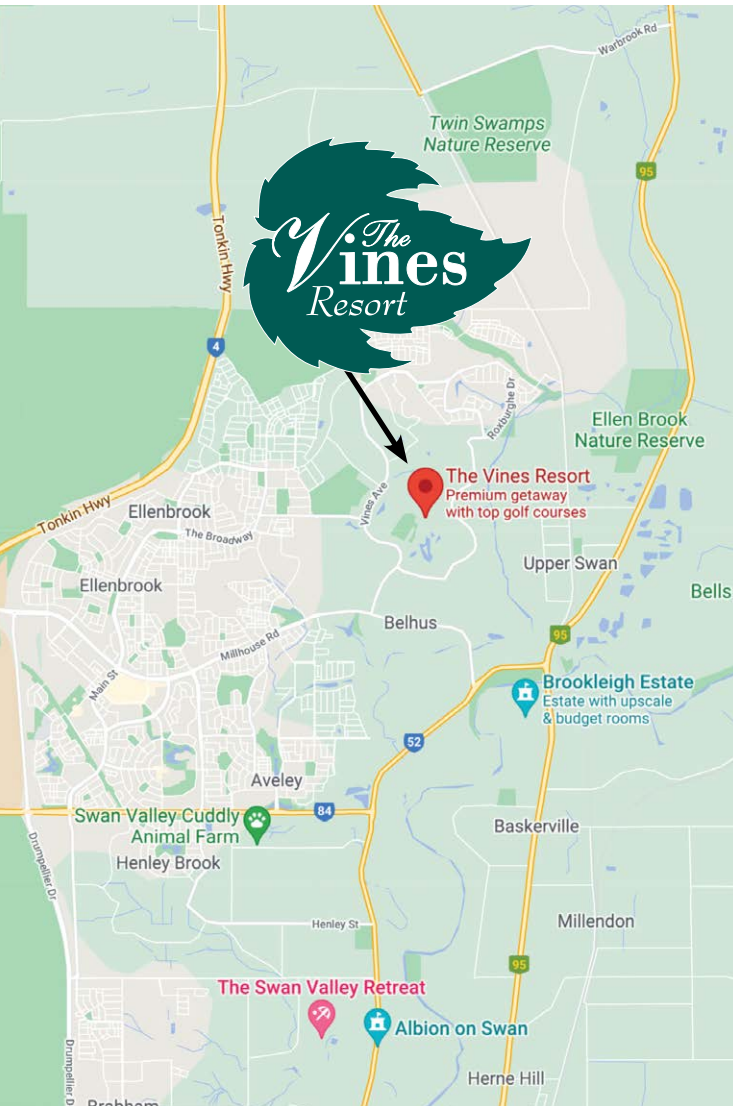 Warbrook Rd
Twin Swamps
Nature Reserve
95
Tonkin Hwy
The
Vines
Resort
4
Roxburghe Dr
Ellen Brook
Nature Reserve
The Vines Resort
Premium getaway
with top golf courses
Vines Ave
Tonkin Hwy
Ellenbrook
The Broadway
Upper Swan
Ellenbrook
Bells
Belhus
95
Millhouse Rd
Main St
Brookleigh Estate
Estate with upscale
& budget rooms
52
Aveley
84
Swan Valley Cuddly
Animal Farm
Baskerville
Drumpellier Dr
Henley Brook
Henley St
Millendon
95
The Swan Valley Retreat
Albion on Swan
Drumpellier D
Herne Hill
Brabham